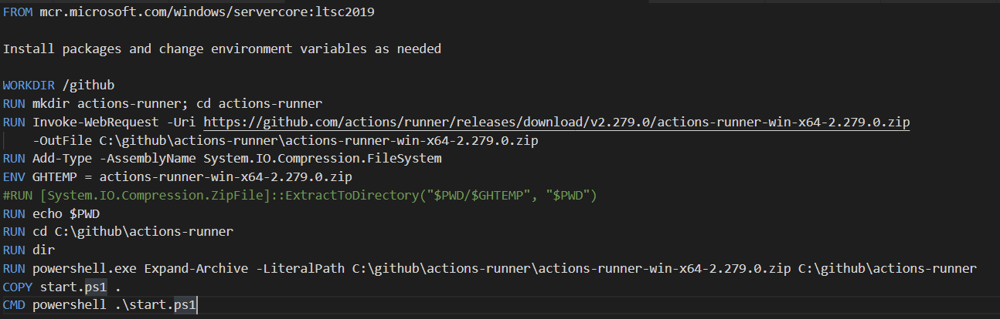 FROM mcr.microsoft.com/windows/servercore:ltsc2019
Install packages and change environment variables as needed
WORKDIR /github
RUN mkdir actions-runner; cd actions-runner
RUN Invoke-WebRequest -Uri https://github.com/actions/runner/releases/download/v2.279.0/actions-runner-win-x64-2.279.0.zip
-OutFile C:\github\actions-runner\actions-runner-win-x64-2.279.0.zip
RUN Add-Type -AssemblyName System.IO.Compression.FileSystem
ENV GHTEMP = actions-runner-win-x64-2.279.0.zip
#RUN [System.IO.Compression.ZipFile]::ExtractToDirectory("$PWD/$GHTEMP", "$PWD")
RUN echo $PWD
RUN cd C:\github\actions-runner
RUN dir
RUN powershell.exe Expand-Archive -LiteralPath C:\github\actions-runner\actions-runner-win-x64-2.279.0.zip C:\github\actions-runner
COPY start.ps1 .
CMD powershell .\start.ps1